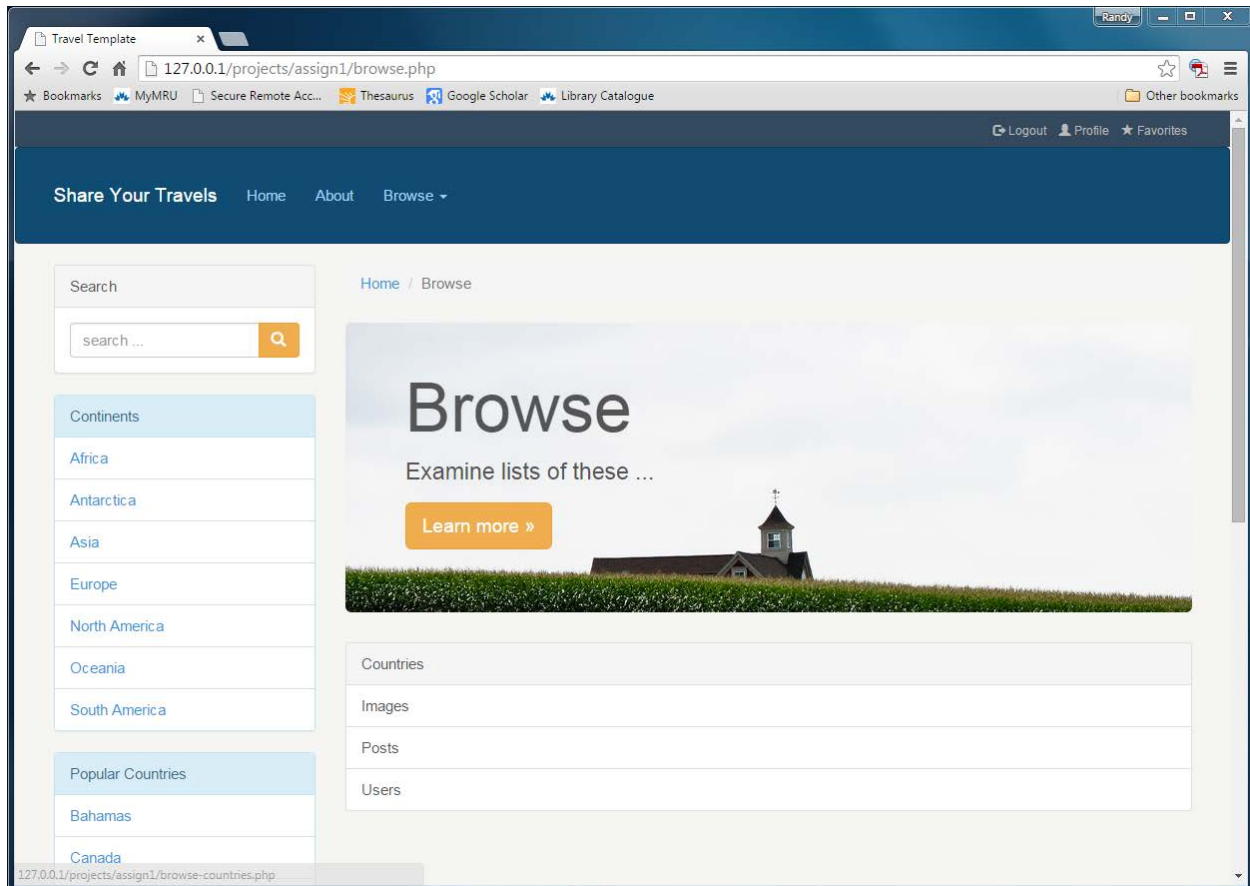 Randy
Travel Template
127.0.0.1/projects/assign1/browse.php
Bookmarks MyMRU Secure Remote Acc... Thesaurus Google Scholar Library Catalogue Other bookmarks
Logout Profile Favorites
Share Your Travels Home About Browse
Search
search ...
Continents
Africa
Antarctica
Asia
Europe
North America
Oceania
South America
Popular Countries
Bahamas
Canada
Home / Browse
Browse
Examine lists of these ...
Learn more »
Countries
Images
Posts
Users
127.0.0.1/projects/assign1/browse-countries.php